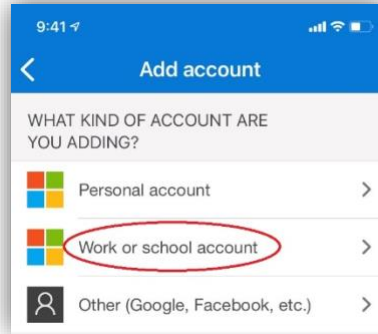 9:41
Add account
WHAT KIND OF ACCOUNT ARE
YOU ADDING?
Personal account
Work or school account
Other (Google, Facebook, etc.)